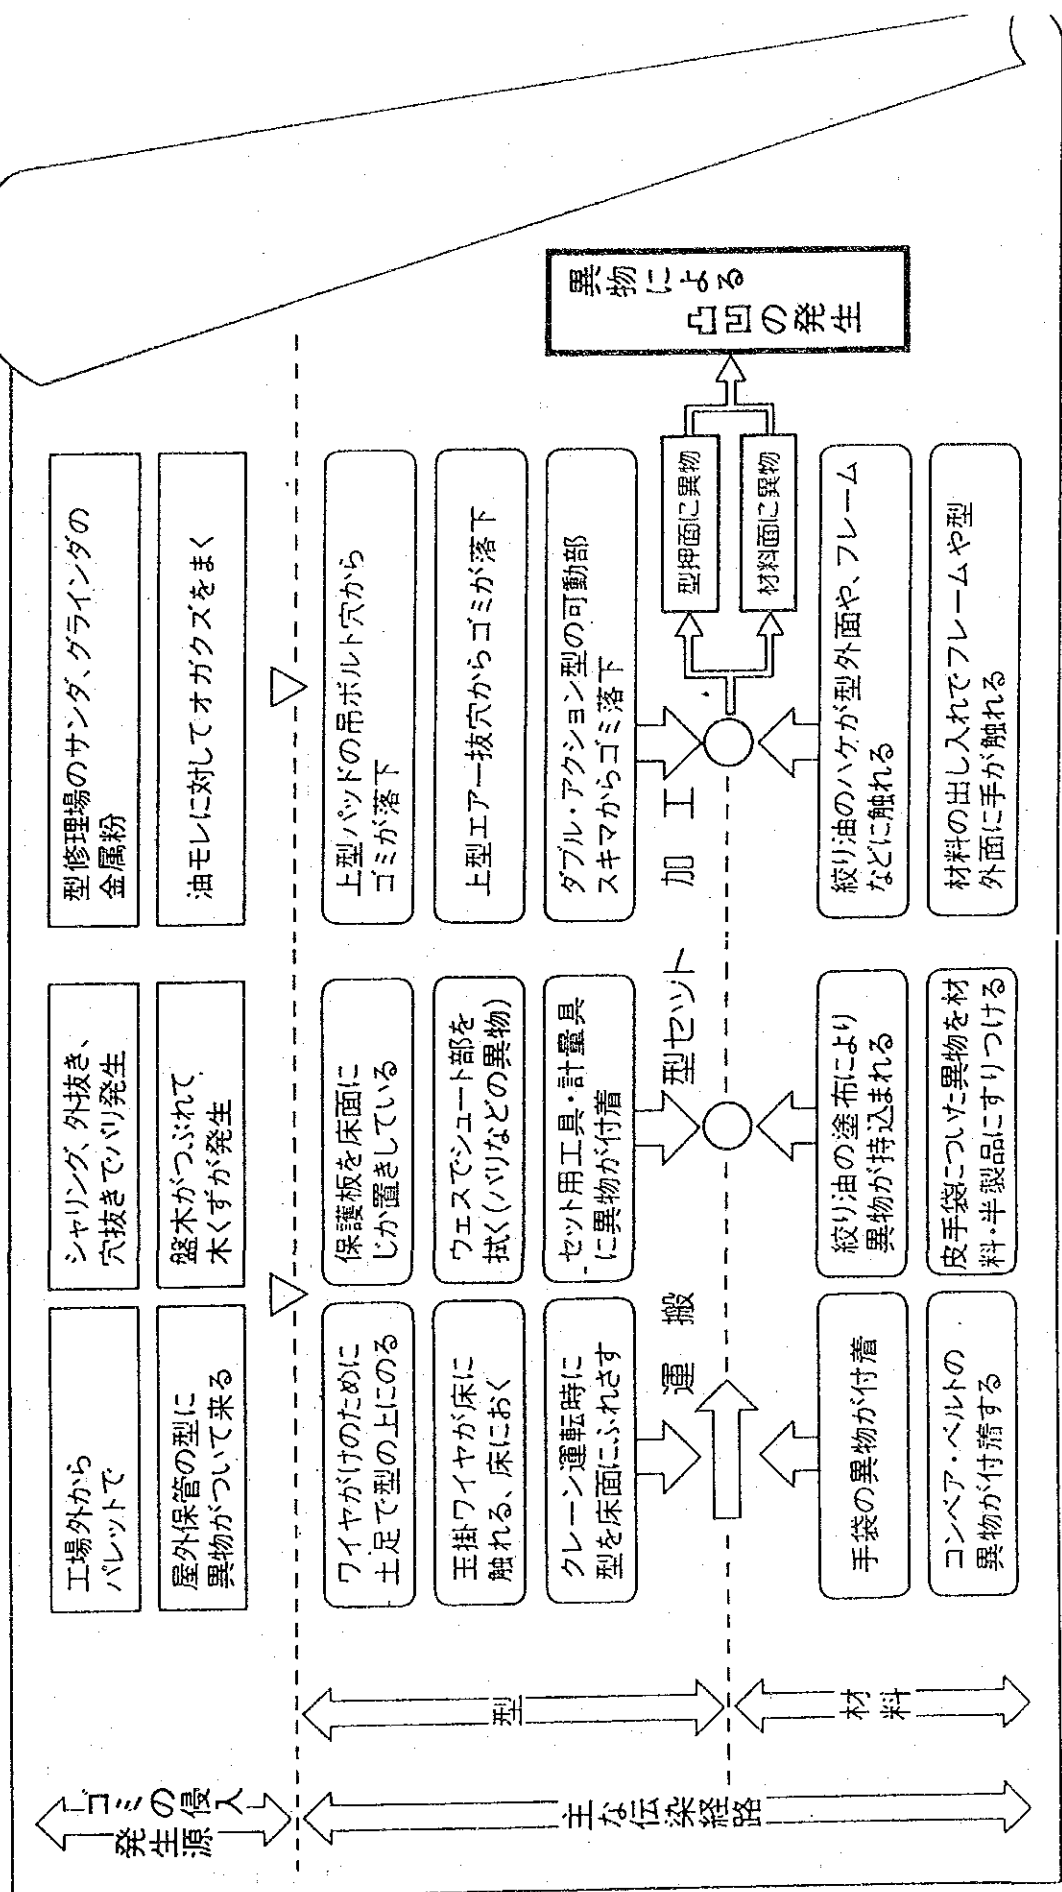 ゴミの侵入
発生源
工場外から
パレットで
屋外保管の型に
異物がついて来る
シャリング、外抜き、
穴抜きでバリ発生
盤木がつぶれて
木くずが発生
型修理場のサンダ、グラインダの
金属粉
油モレに対してオガクズをまく
主な伝染経路
型
ワイヤがけのために
土足で型の上にのる
玉掛ワイヤが床に
触れる、床におく
クレーン運転時に
型を床面にふれさす
保護板を床面に
じか置きしている
ウェスでシュート部を
拭く(バリなどの異物)
セット用工具・計量具
に異物が付着
上型パッドの吊ボルト穴から
ゴミが落下
上型エアー抜穴からゴミが落下
ダブル・アクション型の可動部
スキマからゴミ落下
運搬
型セット
加工
型押面に異物
材料面に異物
異物による
凸凹の発生
材料
手袋の異物が付着
コンベア・ベルトの
異物が付着する
絞り油の塗布により
異物が持込まれる
皮手袋についた異物を材
料・半製品にすりつける
絞り油のハケが型外面や、フレーム
などに触れる
材料の出し入れでフレームや型
外面に手が触れる